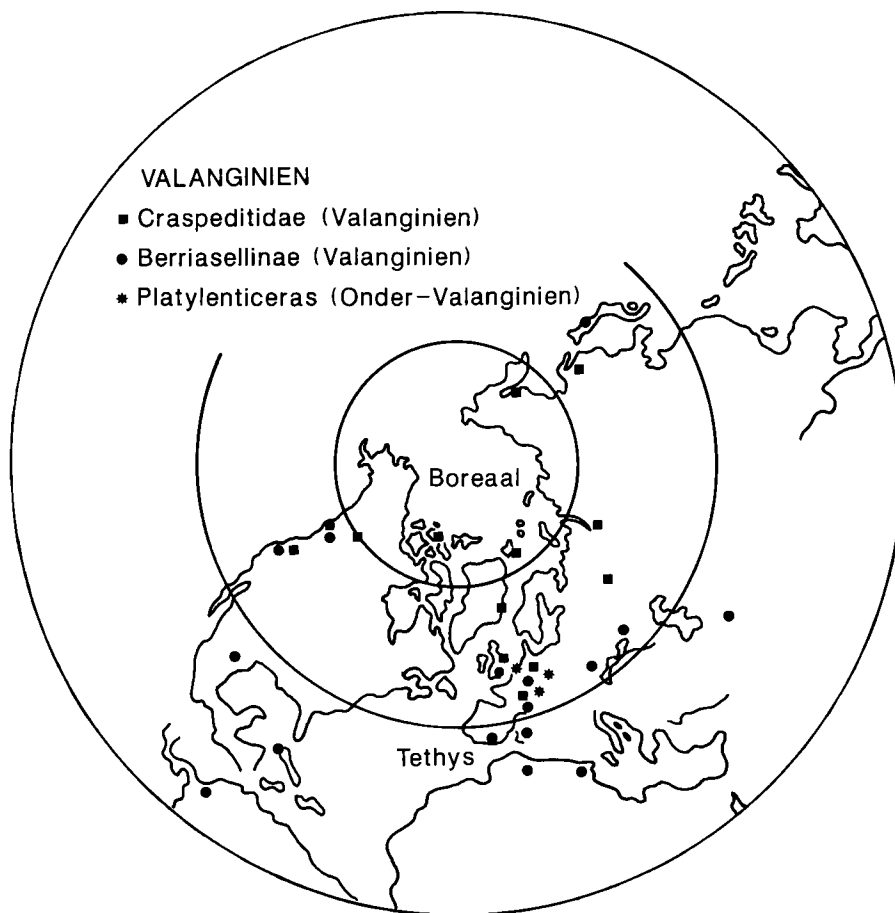 VALANGINIEN
Craspeditidae (Valanginien)
Berriasellinae (Valanginien)
Platylenticeras (Onder-Valanginien)
Boreaal
Tethys